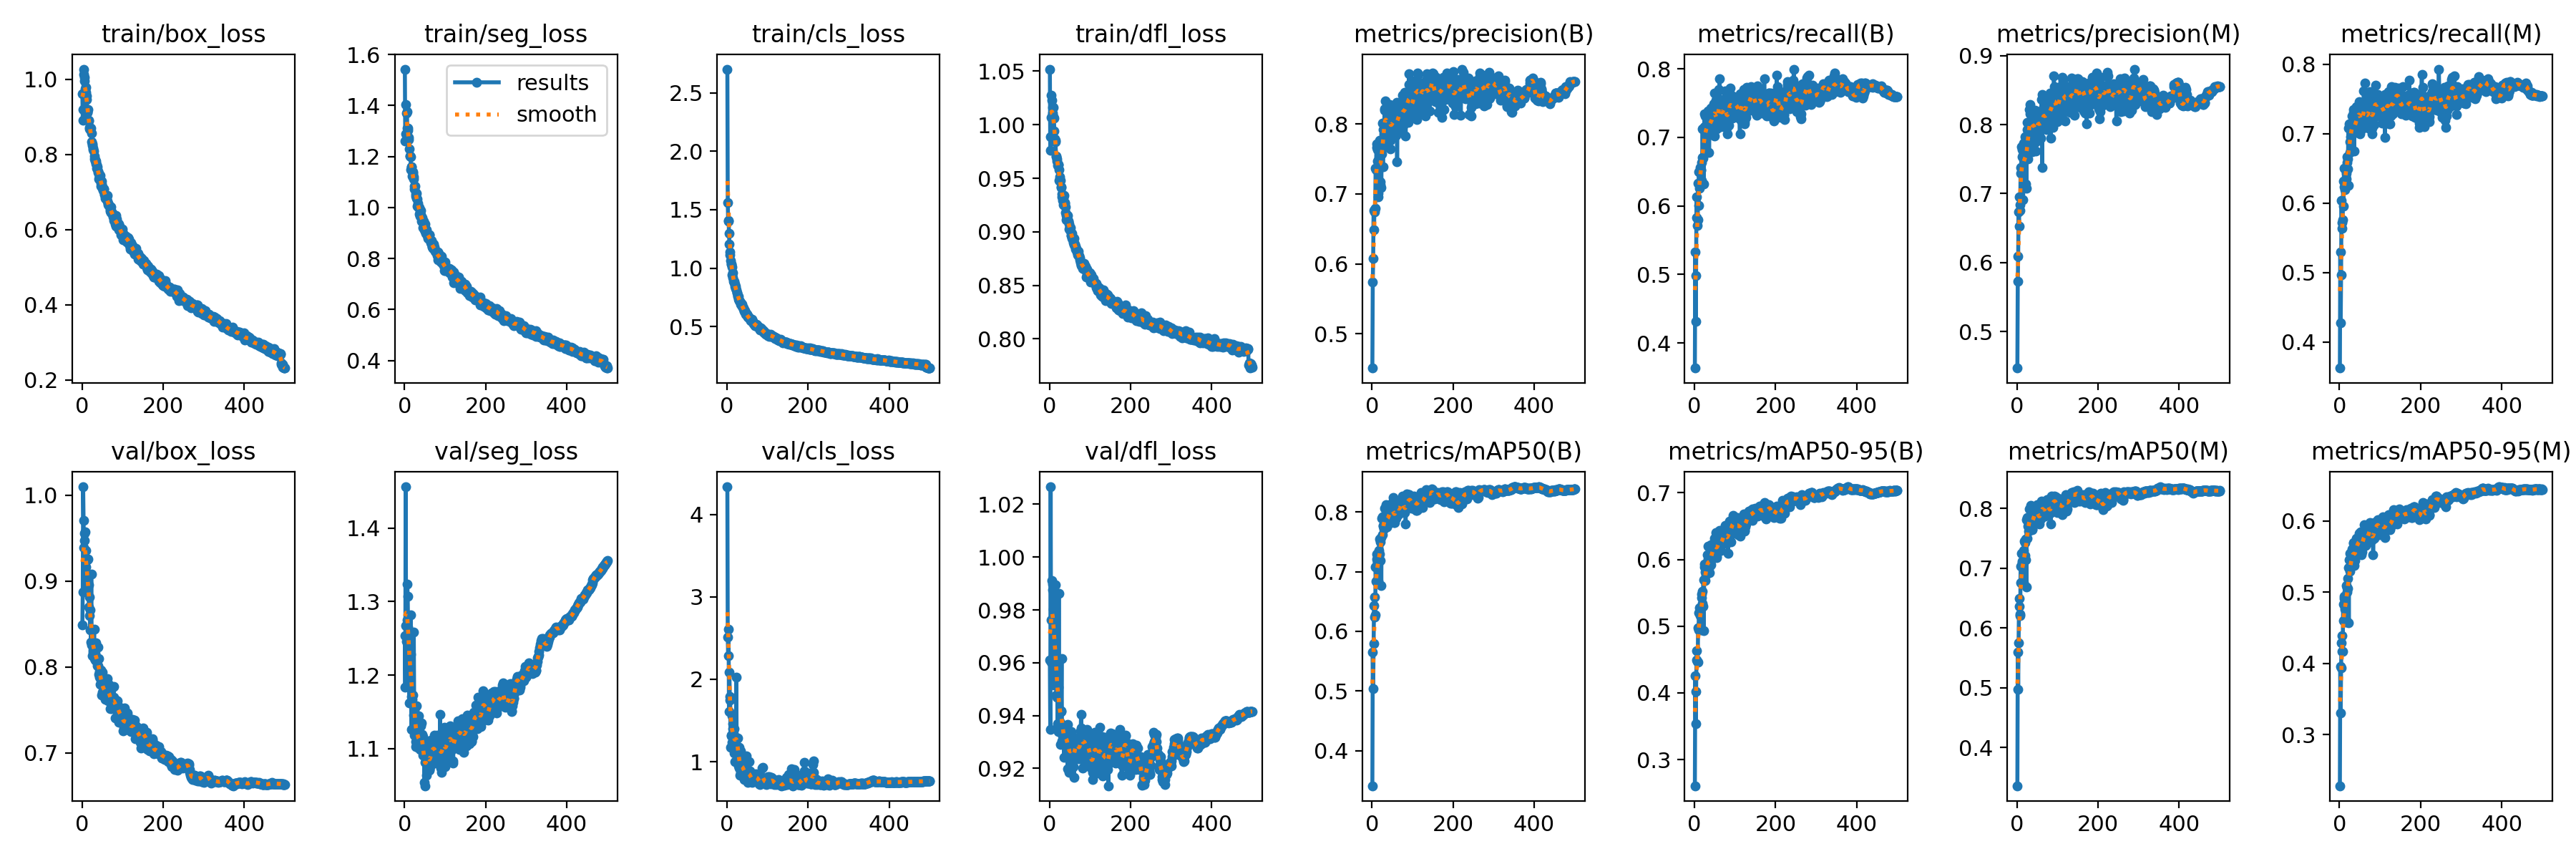 train/box_loss
1.0
0.8
0.6
0.4
0.2
0 200 400
train/seg_loss
results
smooth
1.6
1.4
1.2
1.0
0.8
0.6
0.4
0 200 400
train/cls_loss
2.5
2.0
1.5
1.0
0.5
0 200 400
train/dfl_loss
1.05
1.00
0.95
0.90
0.85
0.80
0 200 400
metrics/precision(B)
0.8
0.7
0.6
0.5
0 200 400
metrics/recall(B)
0.8
0.7
0.6
0.5
0.4
0 200 400
metrics/precision(M)
0.9
0.8
0.7
0.6
0.5
0 200 400
metrics/recall(M)
0.8
0.7
0.6
0.5
0.4
0 200 400
val/box_loss
1.0
0.9
0.8
0.7
0 200 400
val/seg_loss
1.4
1.3
1.2
1.1
0 200 400
val/cls_loss
4
3
2
1
0 200 400
val/dfl_loss
1.02
1.00
0.98
0.96
0.94
0.92
0 200 400
metrics/mAP50(B)
0.8
0.7
0.6
0.5
0.4
0 200 400
metrics/mAP50-95(B)
0.7
0.6
0.5
0.4
0.3
0 200 400
metrics/mAP50(M)
0.8
0.7
0.6
0.5
0.4
0 200 400
metrics/mAP50-95(M)
0.6
0.5
0.4
0.3
0 200 400